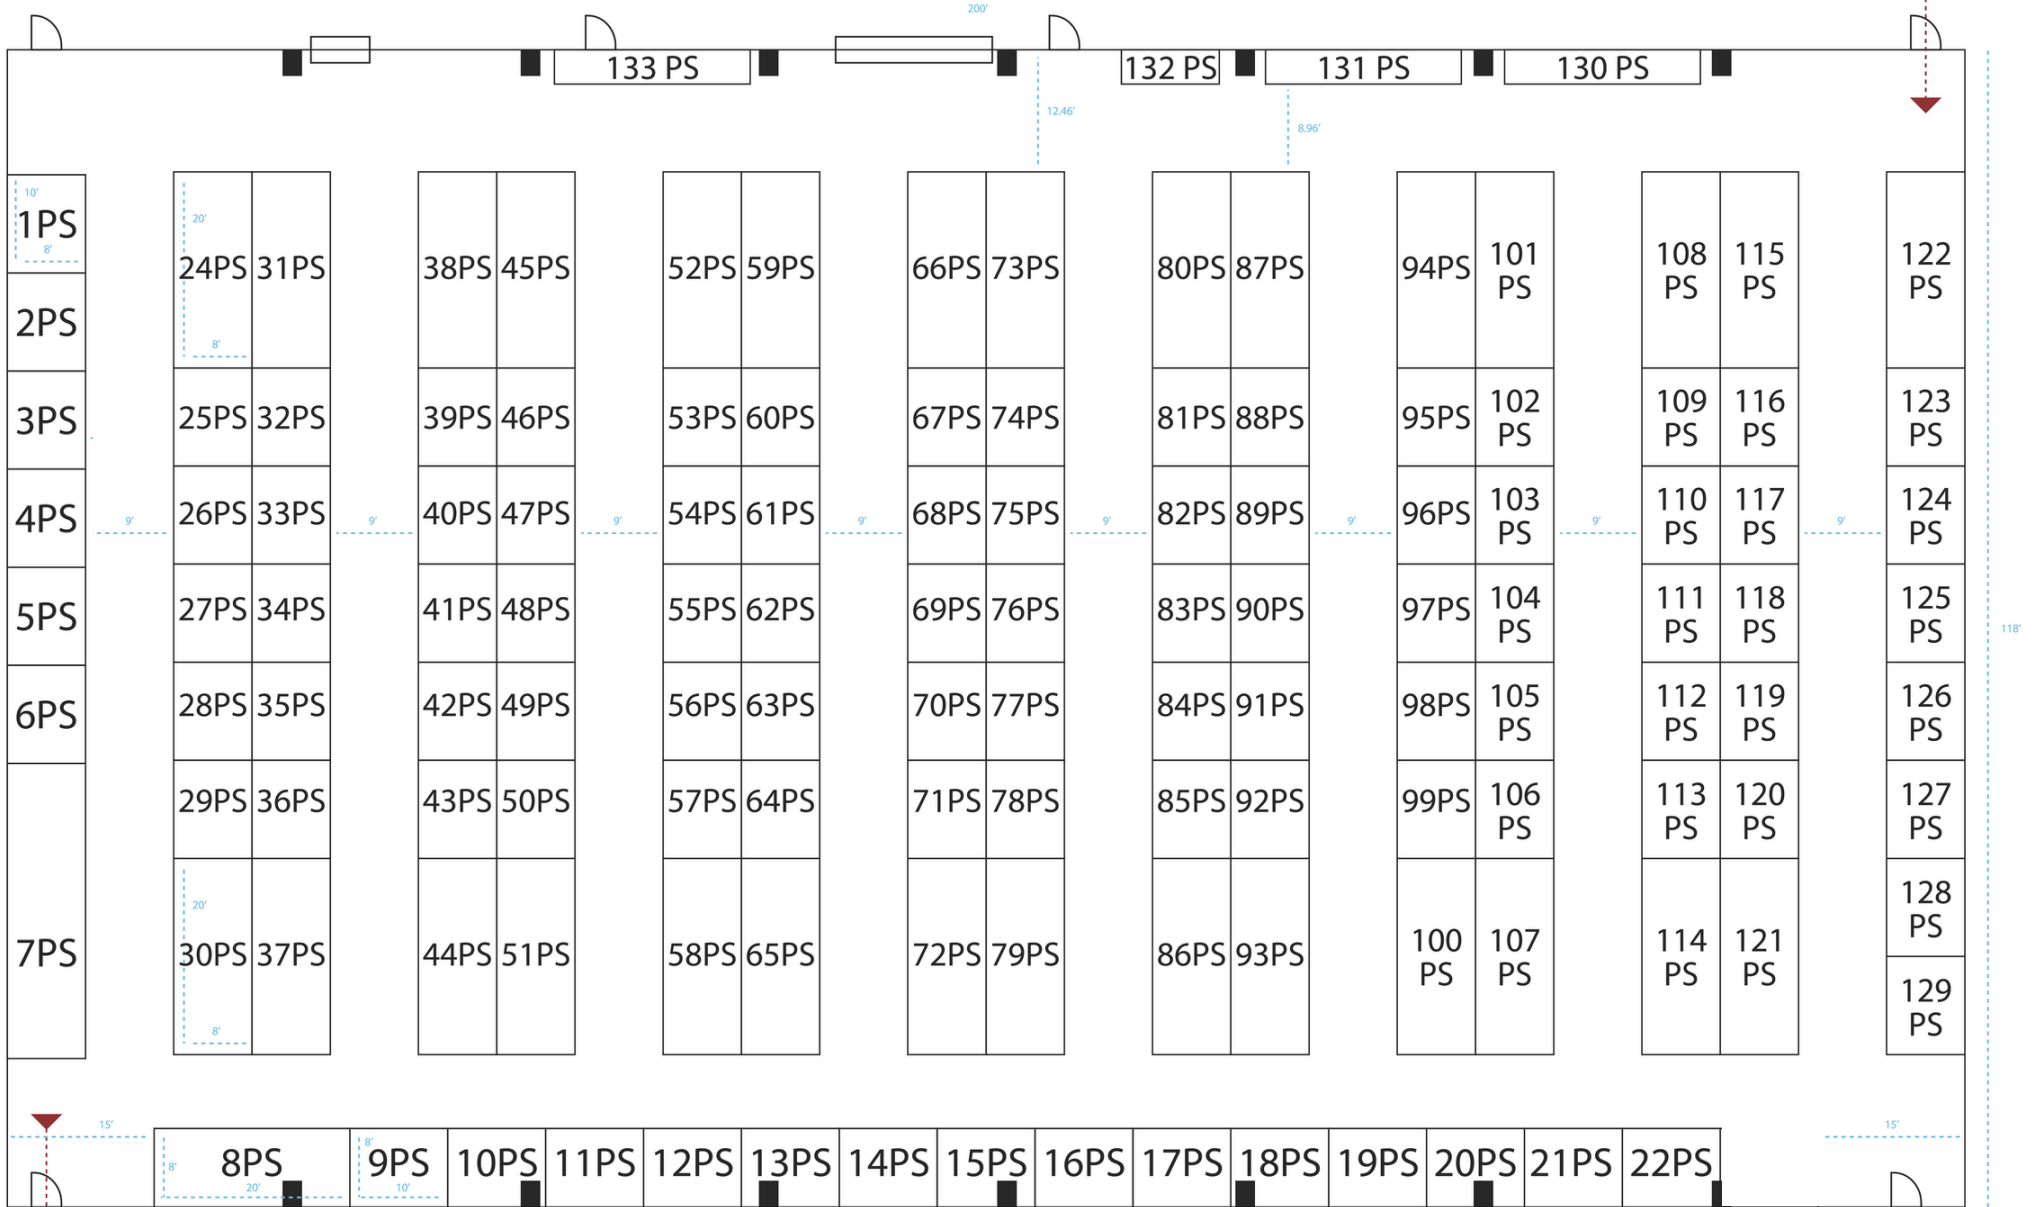 200'
133 PS
132 PS
131 PS
130 PS
12.46'
8.96'
10'
1PS
8'
2PS
3PS
4PS
5PS
6PS
7PS
20'
24PS 31PS
8'
25PS 32PS
26PS 33PS
27PS 34PS
28PS 35PS
29PS 36PS
20'
30PS 37PS
8'
38PS 45PS
39PS 46PS
40PS 47PS
41PS 48PS
42PS 49PS
43PS 50PS
44PS 51PS
52PS 59PS
53PS 60PS
54PS 61PS
55PS 62PS
56PS 63PS
57PS 64PS
58PS 65PS
66PS 73PS
67PS 74PS
68PS 75PS
69PS 76PS
70PS 77PS
71PS 78PS
72PS 79PS
80PS 87PS
81PS 88PS
82PS 89PS
83PS 90PS
84PS 91PS
85PS 92PS
86PS 93PS
94PS
95PS
96PS
97PS
98PS
99PS
100
PS
101
PS
102
PS
103
PS
104
PS
105
PS
106
PS
107
PS
108
PS
109
PS
110
PS
111
PS
112
PS
113
PS
114
PS
115
PS
116
PS
117
PS
118
PS
119
PS
120
PS
121
PS
122
PS
123
PS
124
PS
125
PS
126
PS
127
PS
128
PS
129
PS
9'
9'
9'
9'
9'
9'
9'
9'
118'
15'
15'
8'
8PS
20'
8'
9PS
10'
10PS
11PS
12PS
13PS
14PS
15PS
16PS
17PS
18PS
19PS
20PS
21PS
22PS